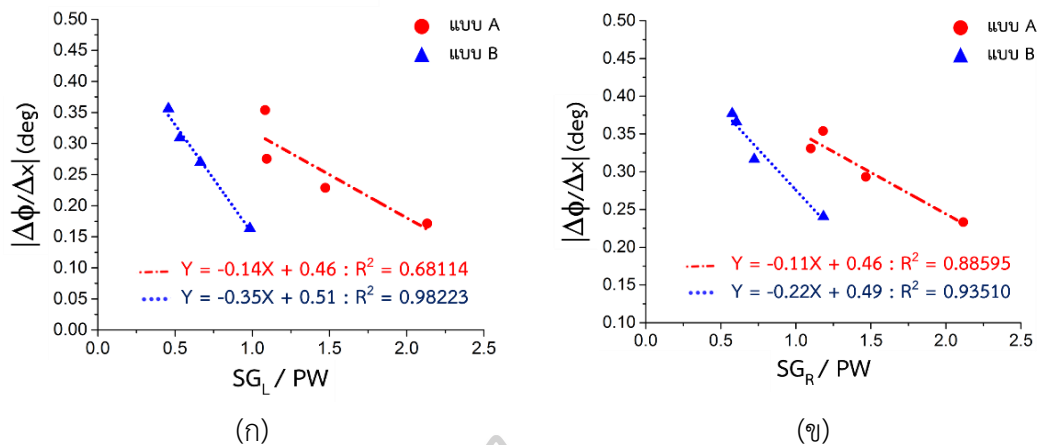 0.50
0.45
0.40
0.35
0.30
0.25
0.20
0.15
0.10
0.05
0.00
|Δϕ/Δx| (deg)
แบบ A
แบบ B
Y = -0.14X + 0.46 : R² = 0.68114
Y = -0.35X + 0.51 : R² = 0.98223
0.0 0.5 1.0 1.5 2.0 2.5
SG_L / PW
(ก)
0.50
0.45
0.40
0.35
0.30
0.25
0.20
0.15
0.10
|Δϕ/Δx| (deg)
แบบ A
แบบ B
Y = -0.11X + 0.46 : R² = 0.88595
Y = -0.22X + 0.49 : R² = 0.93510
0.0 0.5 1.0 1.5 2.0 2.5
SG_R / PW
(ข)